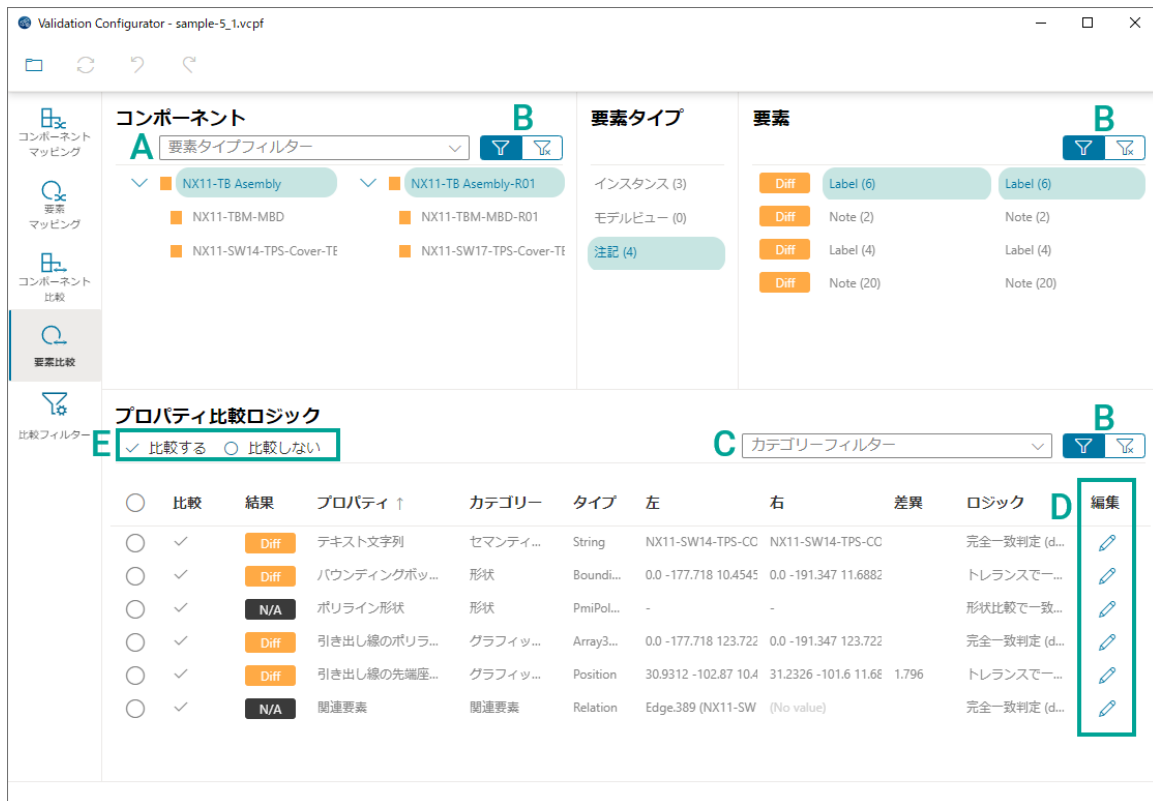 Validation Configurator - sample-5_1.vcpf
コンポーネント
マッピング
要素
マッピング
コンポーネント
比較
要素比較
比較フィルター
コンポーネント
B
A
要素タイプフィルター
NX11-TB Asembly
NX11-TB Asembly-R01
NX11-TBM-MBD
NX11-TBM-MBD-R01
NX11-SW14-TPS-Cover-TE
NX11-SW17-TPS-Cover-TE
要素タイプ
インスタンス (3)
モデルビュー (0)
注記 (4)
要素
B
Diff Label (6) Label (6)
Diff Note (2) Note (2)
Diff Label (4) Label (4)
Diff Note (20) Note (20)
プロパティ比較ロジック
E
比較する 比較しない
C
カテゴリーフィルター
B
D
比較 結果 プロパティ ↑ カテゴリー タイプ 左 右 差異 ロジック 編集
Diff テキスト文字列 セマンティ... String NX11-SW14-TPS-CC NX11-SW14-TPS-CC 完全一致判定 (d...
Diff バウンディングボッ... 形状 Boundi... 0.0 -177.718 10.4545 0.0 -191.347 11.6882 トレランスで一...
N/A ポリライン形状 形状 PmiPol... - - 形状比較で一致...
Diff 引き出し線のポリラ... グラフィッ... Array3... 0.0 -177.718 123.722 0.0 -191.347 123.722 完全一致判定 (d...
Diff 引き出し線の先端座... グラフィッ... Position 30.9312 -102.87 10.4 31.2326 -101.6 11.68 1.796 トレランスで一...
N/A 関連要素 関連要素 Relation Edge.389 (NX11-SW (No value) 完全一致判定 (d...